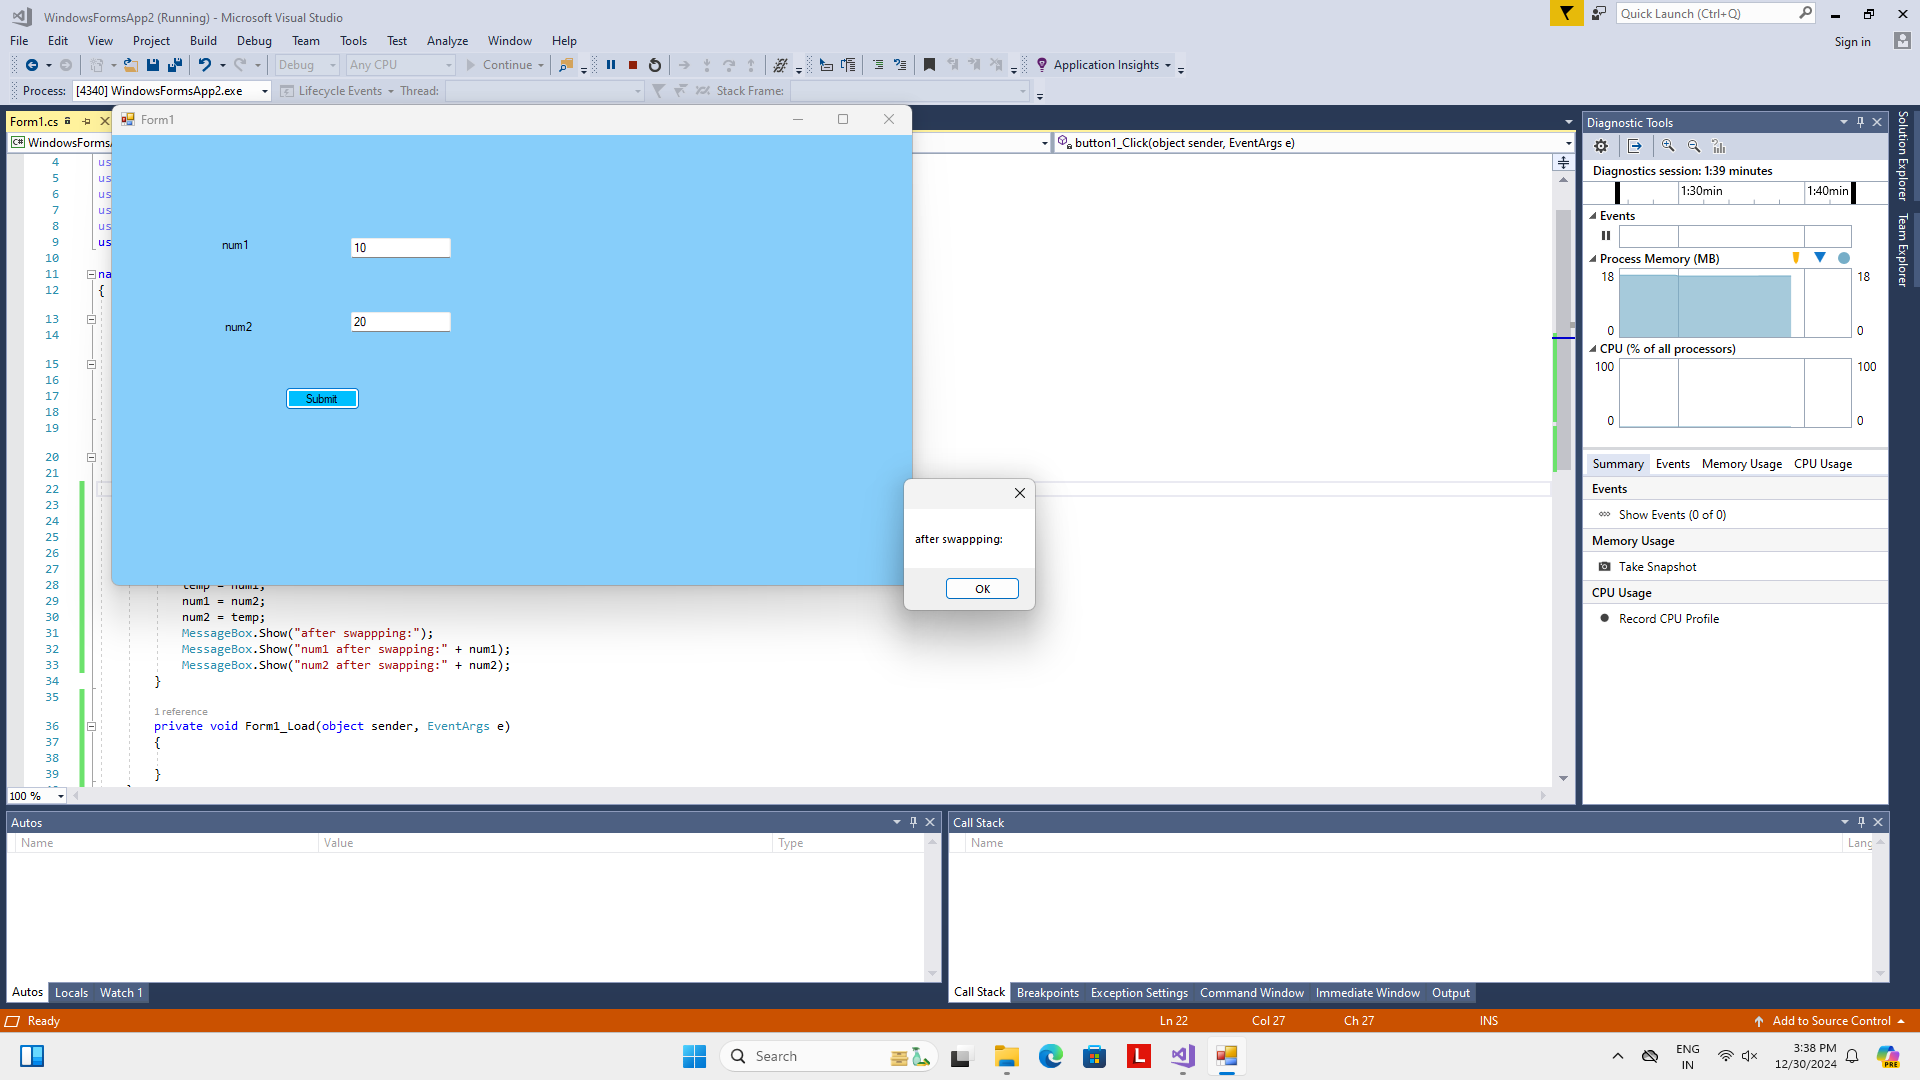 WindowsFormsApp2 (Running) - Microsoft Visual Studio
Quick Launch (Ctrl+Q)
File Edit View Project Build Debug Team Tools Test Analyze Window Help
Sign in
Debug Any CPU Continue Application Insights
Process: [4340] WindowsFormsApp2.exe Lifecycle Events Thread: Stack Frame:
Form1.cs
Form1
WindowsForms
button1_Click(object sender, EventArgs e)
4 us
5 us
6 us
7 us
8 us
9 us
10
11 na
12 {
13
14
15
16
17
18
19
20
21
22
23
24
25
26
27
28 temp = num1;
29 num1 = num2;
30 num2 = temp;
31 MessageBox.Show("after swappping:");
32 MessageBox.Show("num1 after swapping:" + num1);
33 MessageBox.Show("num2 after swapping:" + num2);
34 }
35
1 reference
36 private void Form1_Load(object sender, EventArgs e)
37 {
38
39 }
100 %
num1 10
num2 20
Submit
after swappping:
OK
Diagnostic Tools
Diagnostics session: 1:39 minutes
1:30min 1:40min
Events
Process Memory (MB)
18 18
0 0
CPU (% of all processors)
100 100
0 0
Summary Events Memory Usage CPU Usage
Events
Show Events (0 of 0)
Memory Usage
Take Snapshot
CPU Usage
Record CPU Profile
Solution Explorer
Team Explorer
Autos
Name Value Type
Autos Locals Watch 1
Call Stack
Name Lang
Call Stack Breakpoints Exception Settings Command Window Immediate Window Output
Ready
Ln 22 Col 27 Ch 27 INS
Add to Source Control
Search
L
ENG
IN
3:38 PM
12/30/2024
PRE